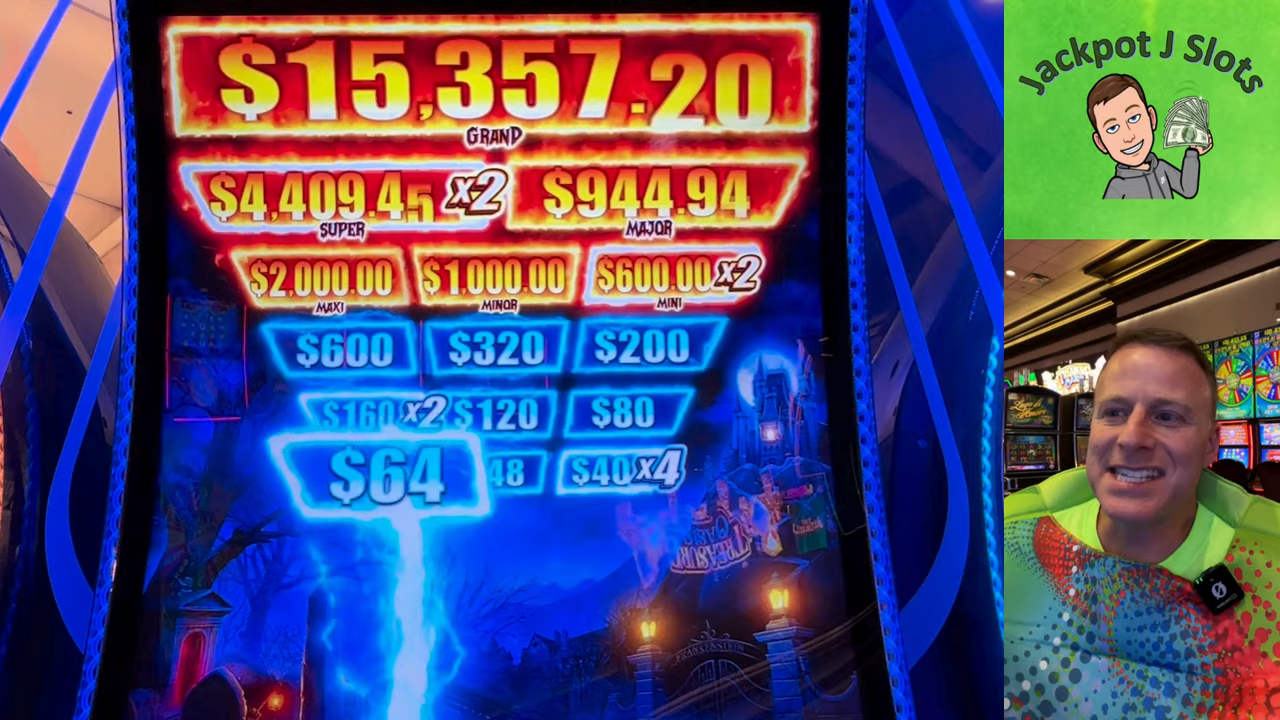 $15,357.20
GRAND
$4,409.45 x2 $944.94
SUPER MAJOR
$2,000.00 $1,000.00 $600.00 x2
MAXI MINOR MINI
$600 $320 $200
$160 x2 $120 $80
$64 48 $40 x4
FRANKENSTEIN
Jackpot J Slots